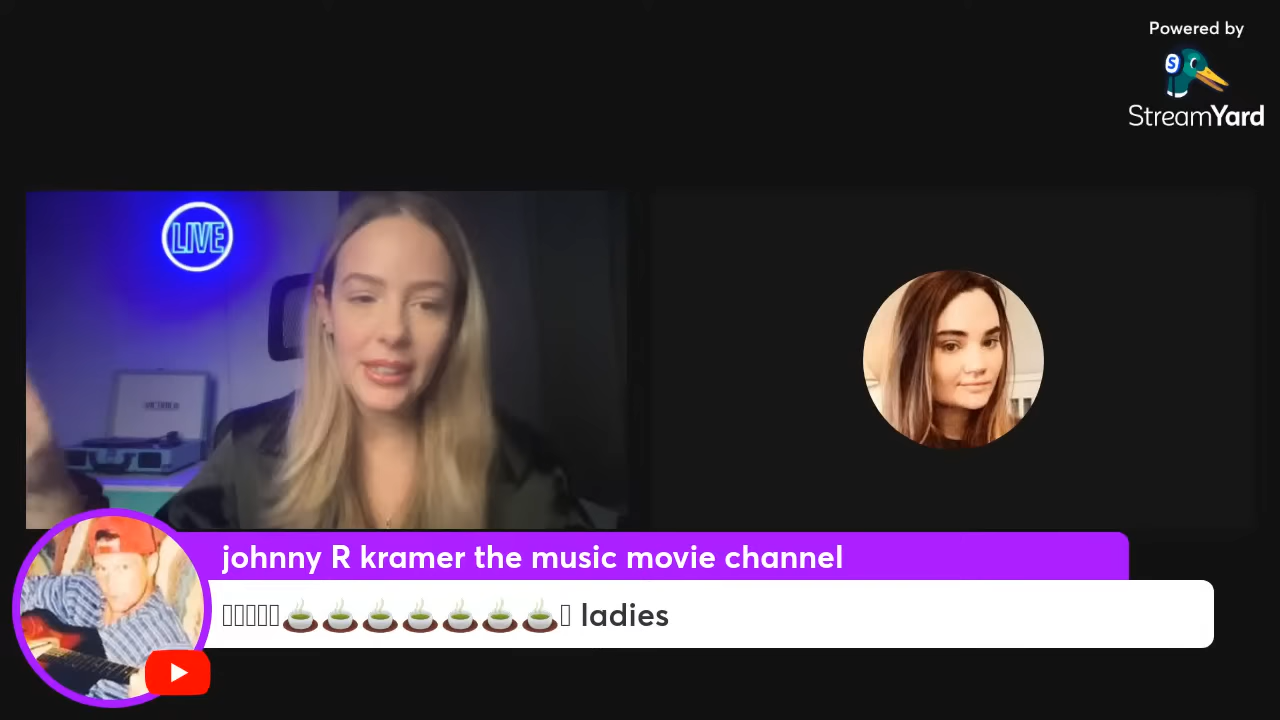 Powered by
StreamYard
LIVE
johnny R kramer the music movie channel
🍵🍵🍵🍵🍵🍵🍵 ladies